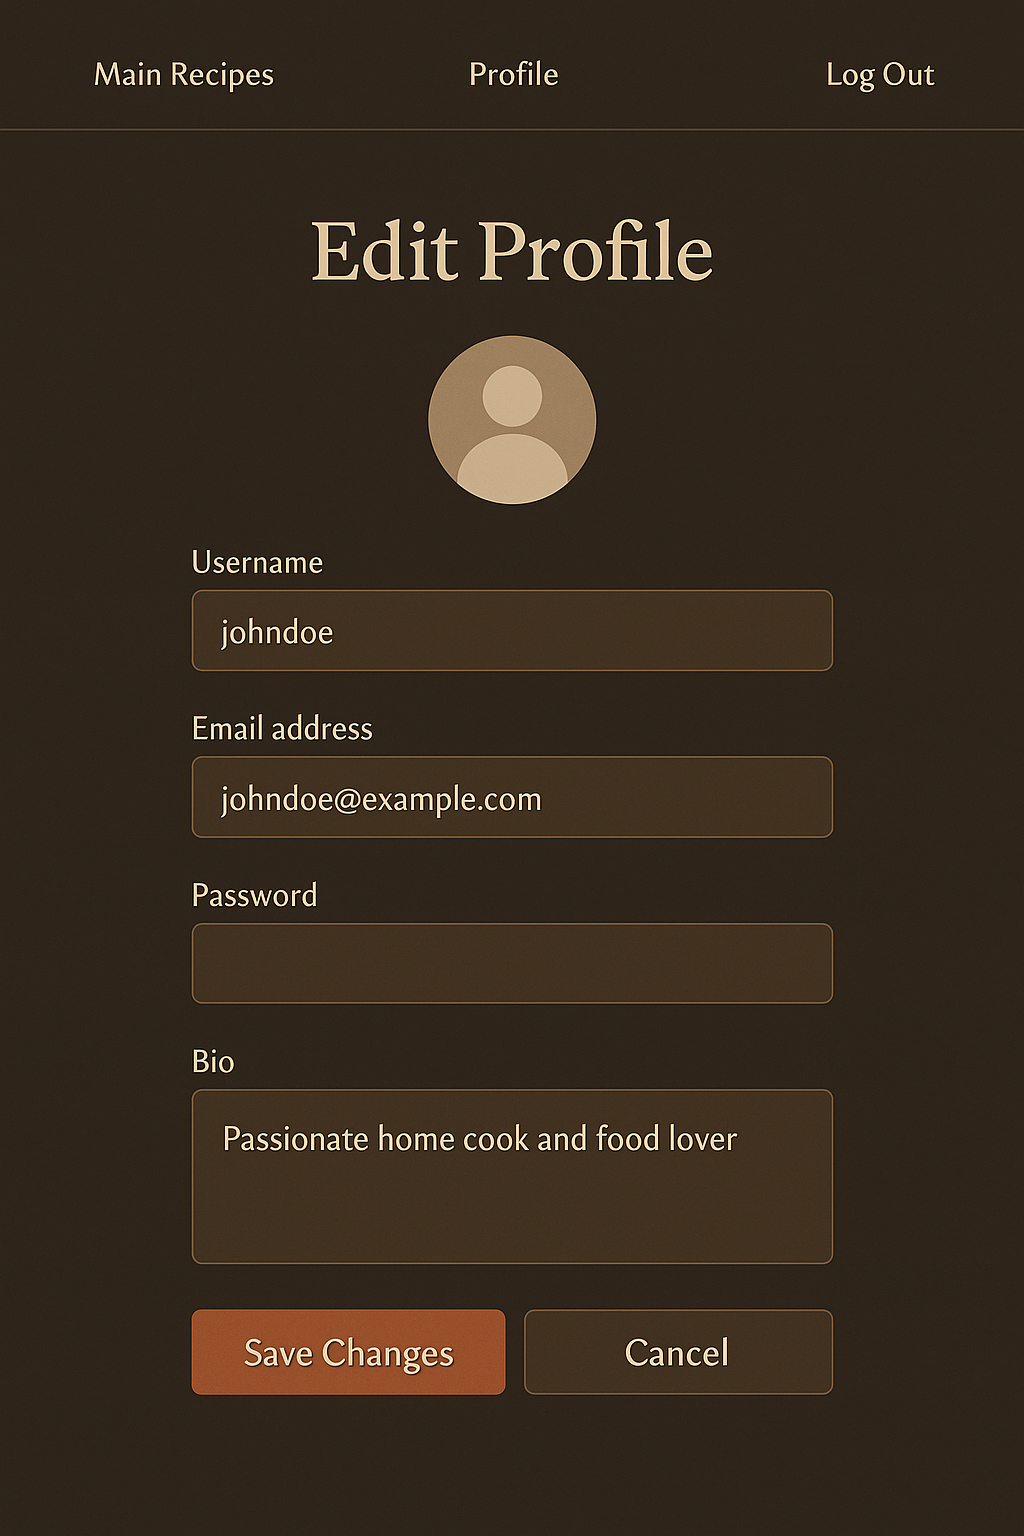 Main Recipes Profile Log Out
Edit Profile
Username
johndoe
Email address
johndoe@example.com
Password
Bio
Passionate home cook and food lover
Save Changes Cancel